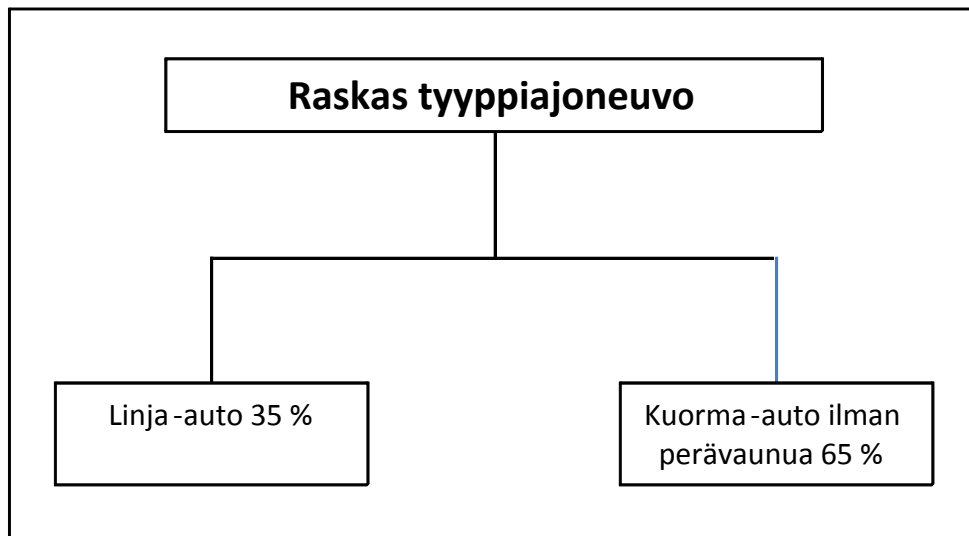 Raskas tyyppiajoneuvo
Linja-auto 35 %
Kuorma-auto ilman
perävaunua 65 %